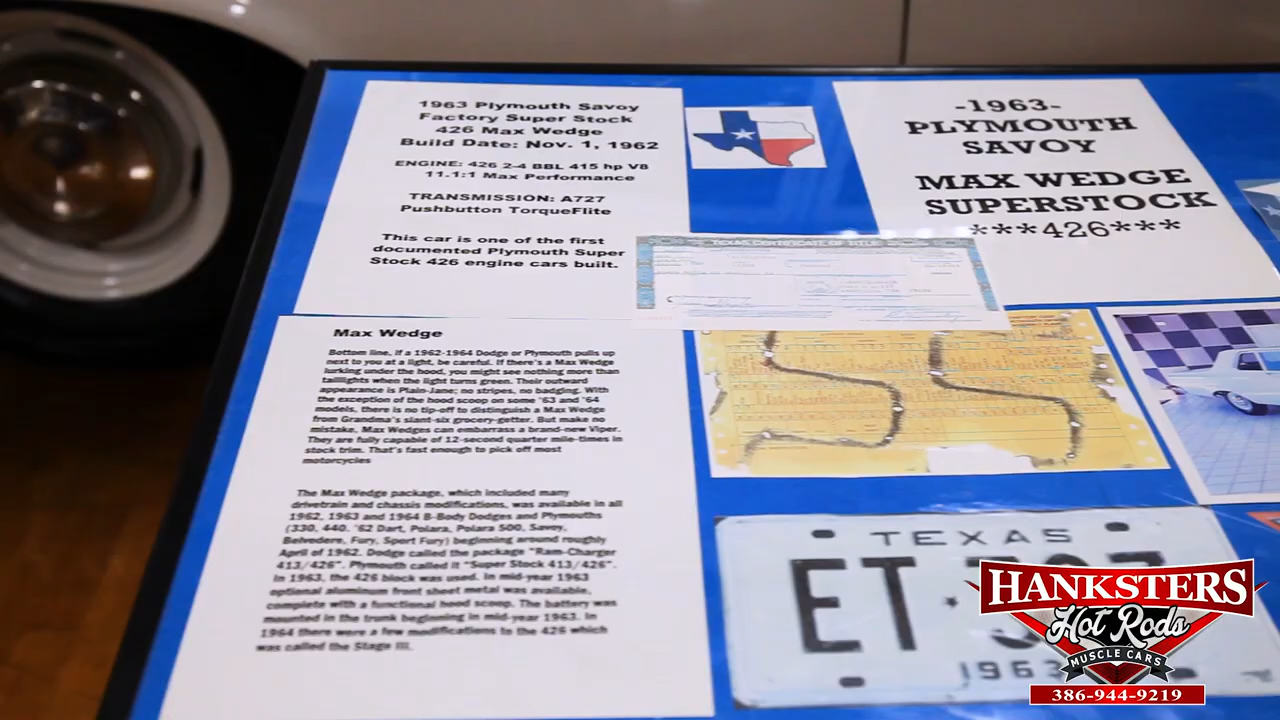 1963 Plymouth Savoy
Factory Super Stock
426 Max Wedge
Build Date: Nov. 1, 1962
ENGINE: 426 2-4 BBL 415 hp V8
11.1:1 Max Performance
TRANSMISSION: A727
Pushbutton TorqueFlite
This car is one of the first
documented Plymouth Super
Stock 426 engine cars built.
-1963-
PLYMOUTH
SAVOY
MAX WEDGE
SUPERSTOCK
***426***
TEXAS CERTIFICATE OF TITLE
Max Wedge
Bottom line, if a 1962-1964 Dodge or Plymouth pulls up
next to you at a light, be careful. If there's a Max Wedge
lurking under the hood, you might see nothing more than
taillights when the light turns green. Their outward
appearance is Plain-Jane; no stripes, no badging. With
the exception of the hood scoop on some '63 and '64
models, there is no tip-off to distinguish a Max Wedge
from Grandma's slant-six grocery-getter. But make no
mistake, Max Wedges can embarrass a brand-new Viper.
They are fully capable of 12-second quarter mile-times in
stock trim. That's fast enough to pick off most
motorcycles
The Max Wedge package, which included many
drivetrain and chassis modifications, was available in all
1962, 1963 and 1964 B-Body Dodges and Plymouths
(330, 440, '62 Dart, Polara, Polara 500, Savoy,
Belvedere, Fury, Sport Fury) beginning around roughly
April of 1962. Dodge called the package "Ram-Charger
413/426". Plymouth called it "Super Stock 413/426".
In 1963, the 426 block was used. In mid-year 1963
optional aluminum front sheet metal was available,
complete with a functional hood scoop. The battery was
mounted in the trunk beginning in mid-year 1963. In
1964 there were a few modifications to the 426 which
was called the Stage III.
TEXAS
ET
1963
HANKSTERS
Hot Rods
MUSCLE CARS
386-944-9219